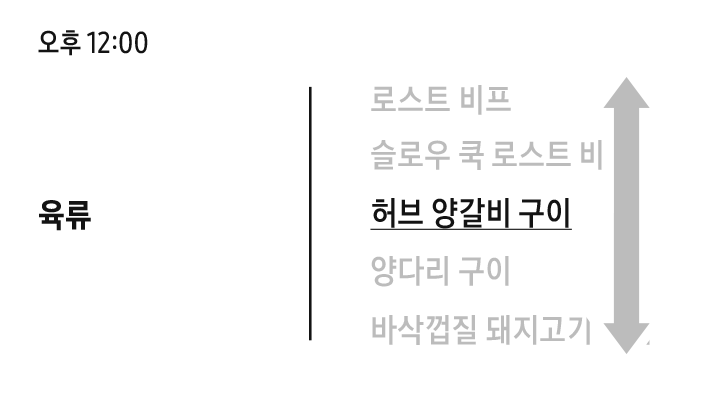 오후 12:00
로스트 비프
슬로우 쿡 로스트 비
육류
허브 양갈비 구이
양다리 구이
바삭껍질 돼지고기